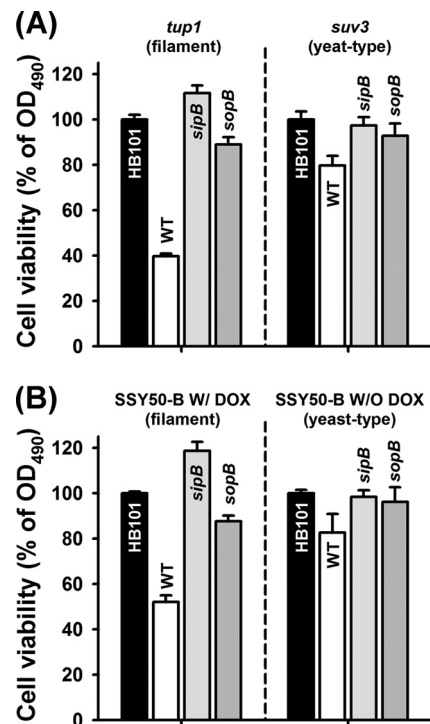 (A)
tup1
(filament)
suv3
(yeat-type)
Cell viability (% of OD490)
120
100
80
60
40
20
0
HB101
WT
sipB
sopB
HB101
WT
sipB
sopB
(B)
SSY50-B W/ DOX
(filament)
SSY50-B W/O DOX
(yeast-type)
Cell viability (% of OD490)
120
100
80
60
40
20
0
HB101
WT
sipB
sopB
HB101
WT
sipB
sopB